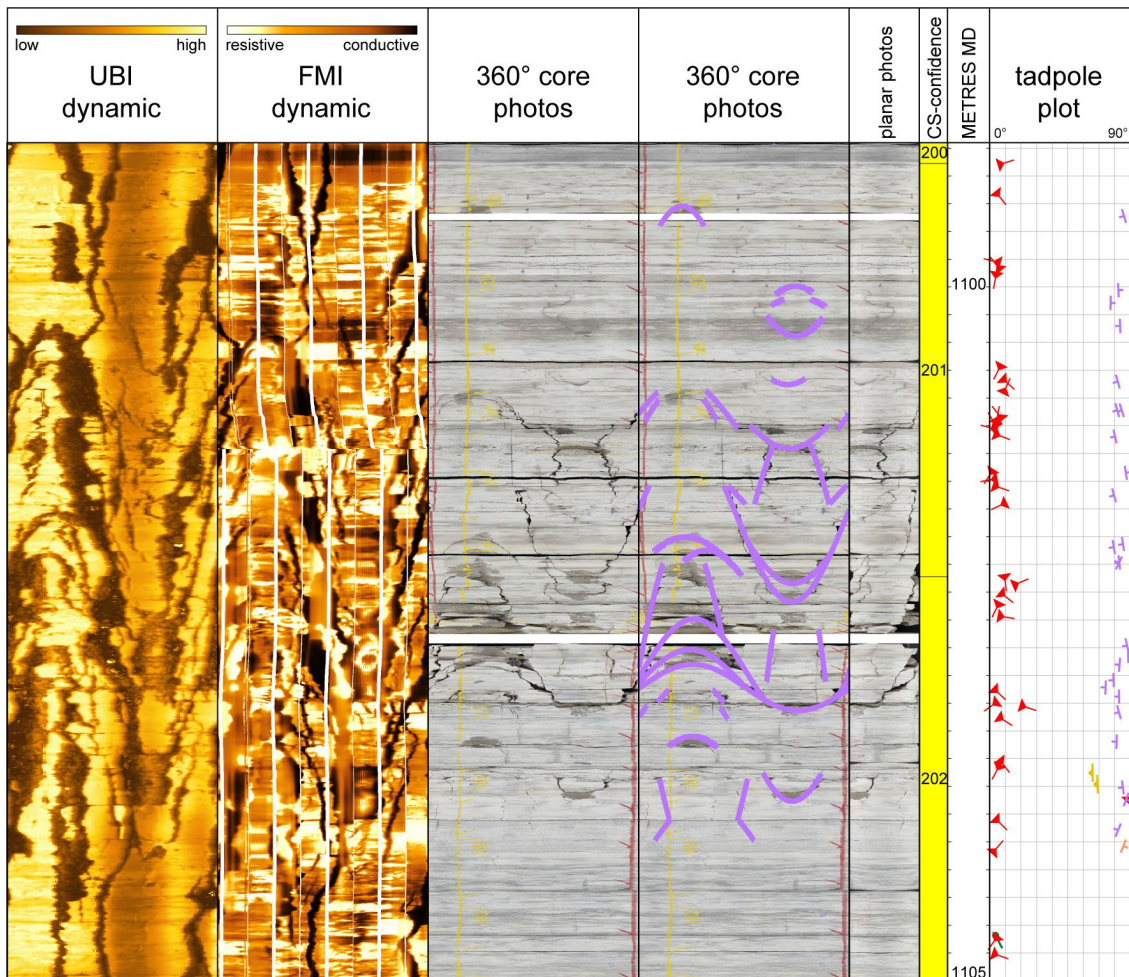 low high
UBI
dynamic
resistive conductive
FMI
dynamic
360° core
photos
360° core
photos
planar photos
CS-confidence
METRES MD
tadpole
plot
0° 90°
200
1100
201
202
1105